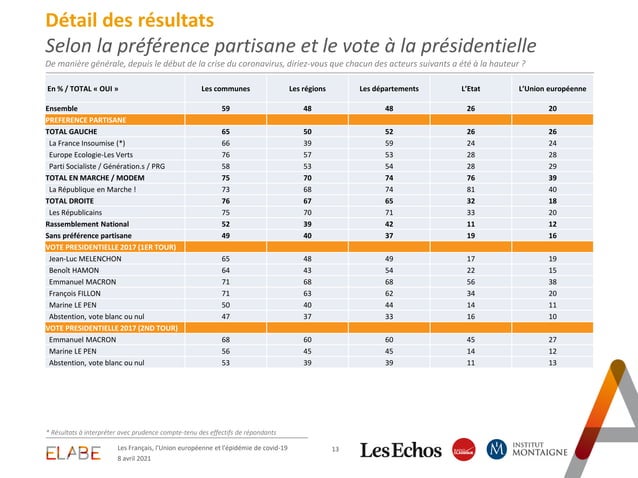 Détail des résultats
Selon la préférence partisane et le vote à la présidentielle
De manière générale, depuis le début de la crise du coronavirus, diriez-vous que chacun des acteurs suivants a été à la hauteur ?
En % / TOTAL « OUI » Les communes Les régions Les départements L'Etat L'Union européenne
Ensemble 59 48 48 26 20
PREFERENCE PARTISANE
TOTAL GAUCHE 65 50 52 26 26
La France Insoumise (*) 66 39 59 24 24
Europe Ecologie-Les Verts 76 57 53 28 28
Parti Socialiste / Génération.s / PRG 58 53 54 28 29
TOTAL EN MARCHE / MODEM 75 70 74 76 39
La République en Marche ! 73 68 74 81 40
TOTAL DROITE 76 67 65 32 18
Les Républicains 75 70 71 33 20
Rassemblement National 52 39 42 11 12
Sans préférence partisane 49 40 37 19 16
VOTE PRESIDENTIELLE 2017 (1ER TOUR)
Jean-Luc MELENCHON 65 48 49 17 19
Benoît HAMON 64 43 54 22 15
Emmanuel MACRON 71 68 68 56 38
François FILLON 71 63 62 34 20
Marine LE PEN 50 40 44 14 11
Abstention, vote blanc ou nul 47 37 33 16 10
VOTE PRESIDENTIELLE 2017 (2ND TOUR)
Emmanuel MACRON 68 60 60 45 27
Marine LE PEN 56 45 45 14 12
Abstention, vote blanc ou nul 53 39 39 11 13
* Résultats à interpréter avec prudence compte-tenu des effectifs de répondants
ELABE
Les Français, l'Union européenne et l'épidémie de covid-19
8 avril 2021
13
Les Echos
RADIO CLASSIQUE
INSTITUT
MONTAIGNE